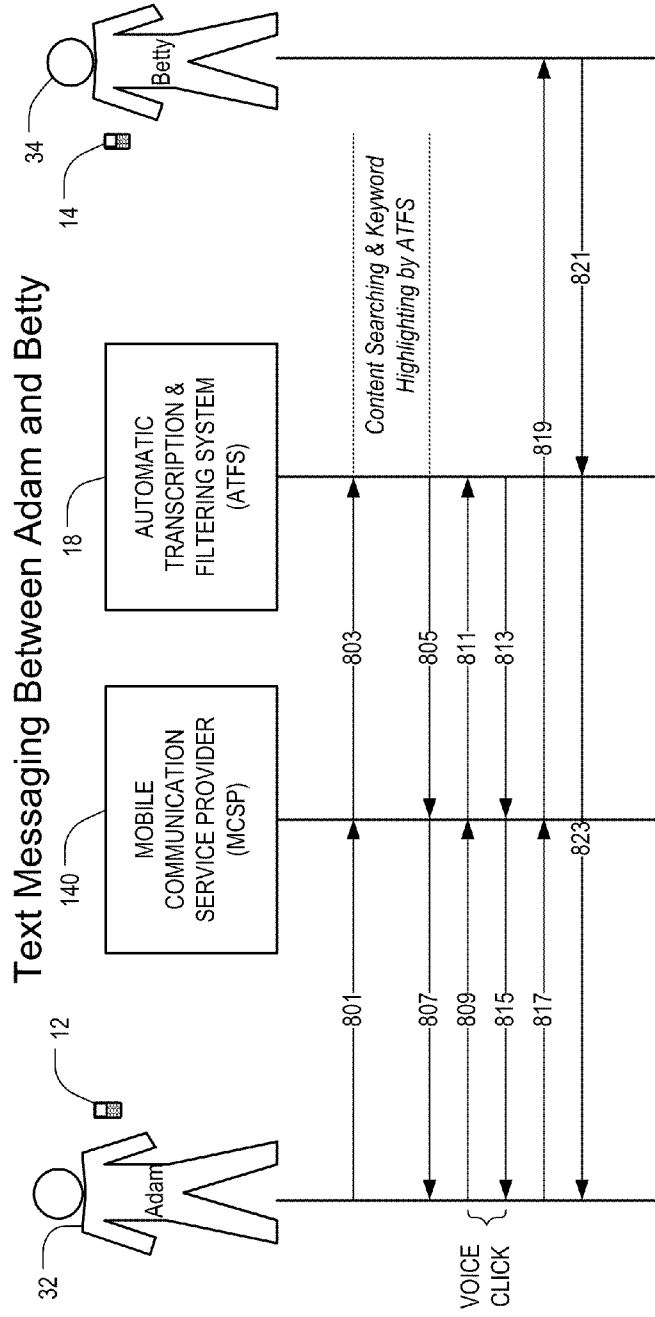 Text Messaging Between Adam and Betty
32
Adam
12
140
MOBILE
COMMUNICATION
SERVICE PROVIDER
(MCSP)
18
AUTOMATIC
TRANSCRIPTION &
FILTERING SYSTEM
(ATFS)
14
34
Betty
801
803
Content Searching & Keyword
Highlighting by ATFS
807
805
VOICE
CLICK
809
811
815
813
817
819
823
821